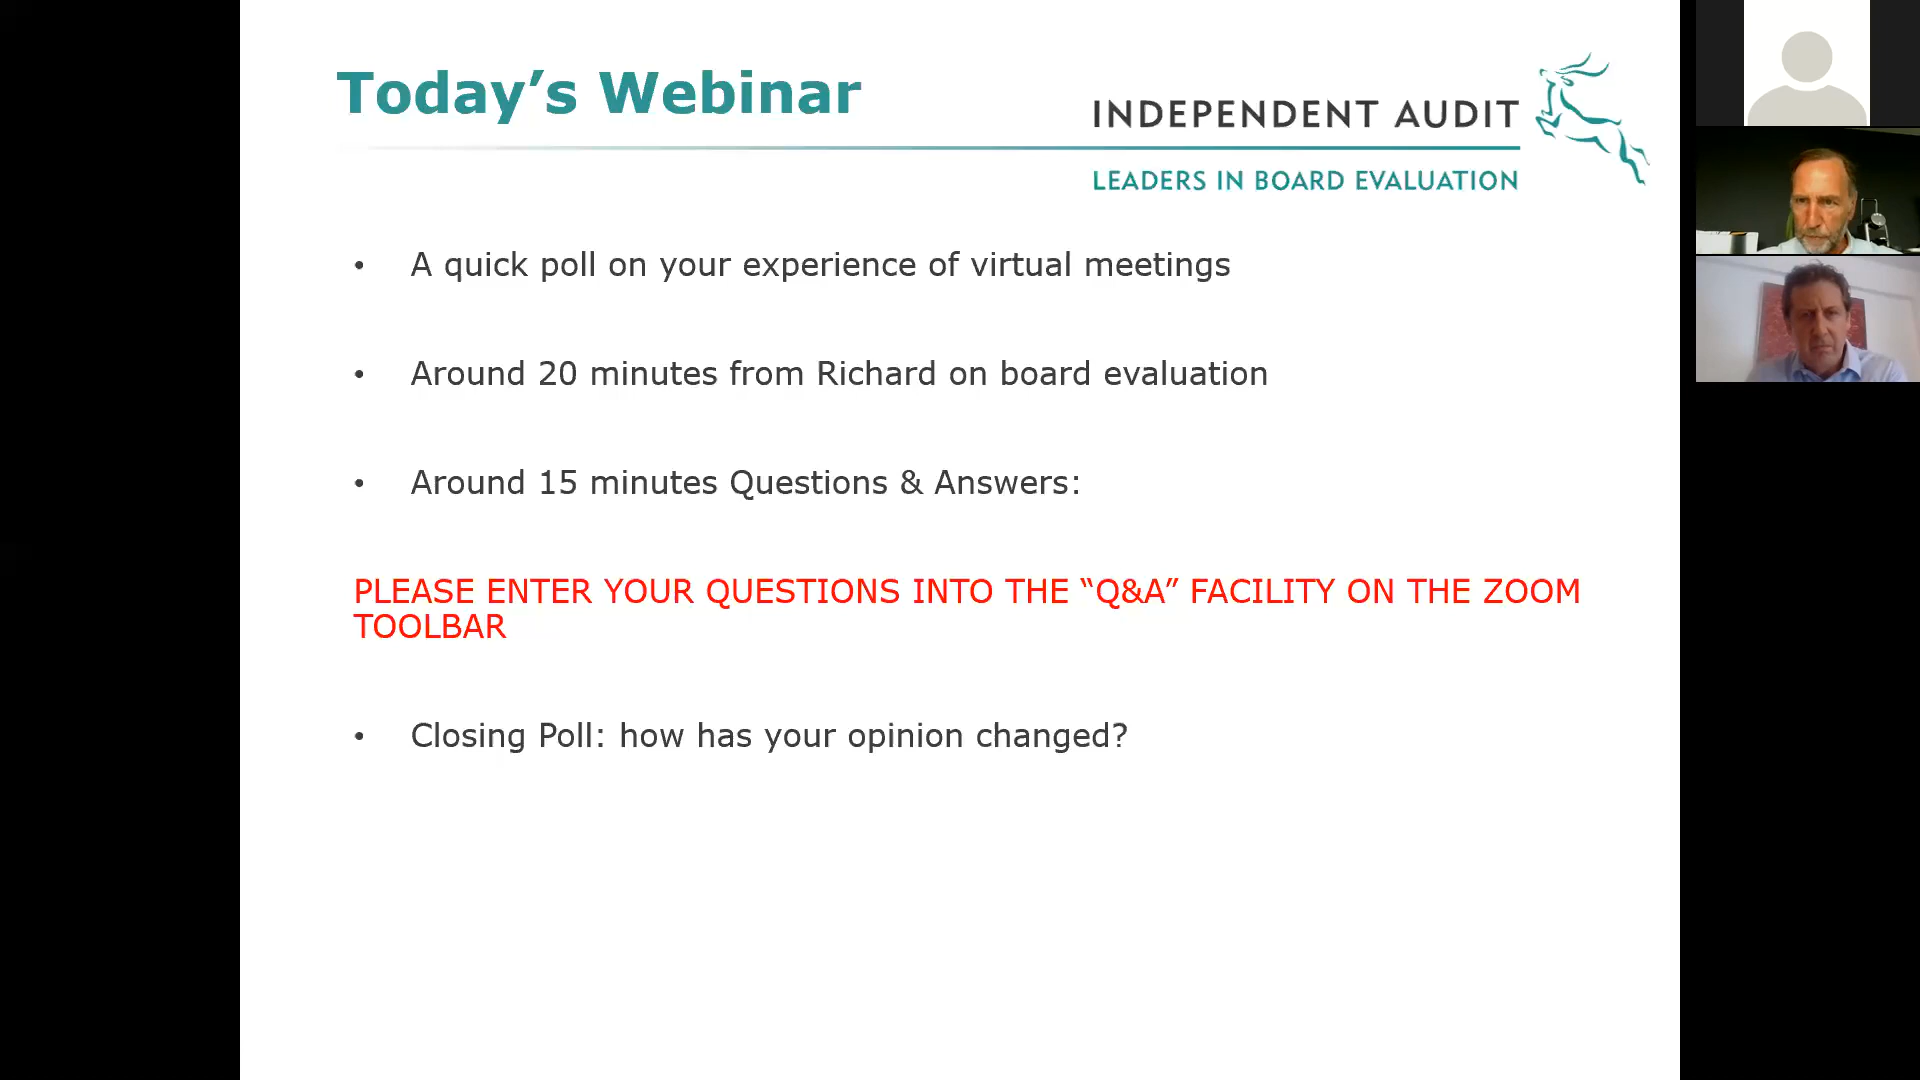 Today’s Webinar
INDEPENDENT AUDIT
LEADERS IN BOARD EVALUATION
• A quick poll on your experience of virtual meetings
• Around 20 minutes from Richard on board evaluation
• Around 15 minutes Questions & Answers:
PLEASE ENTER YOUR QUESTIONS INTO THE “Q&A” FACILITY ON THE ZOOM
TOOLBAR
• Closing Poll: how has your opinion changed?